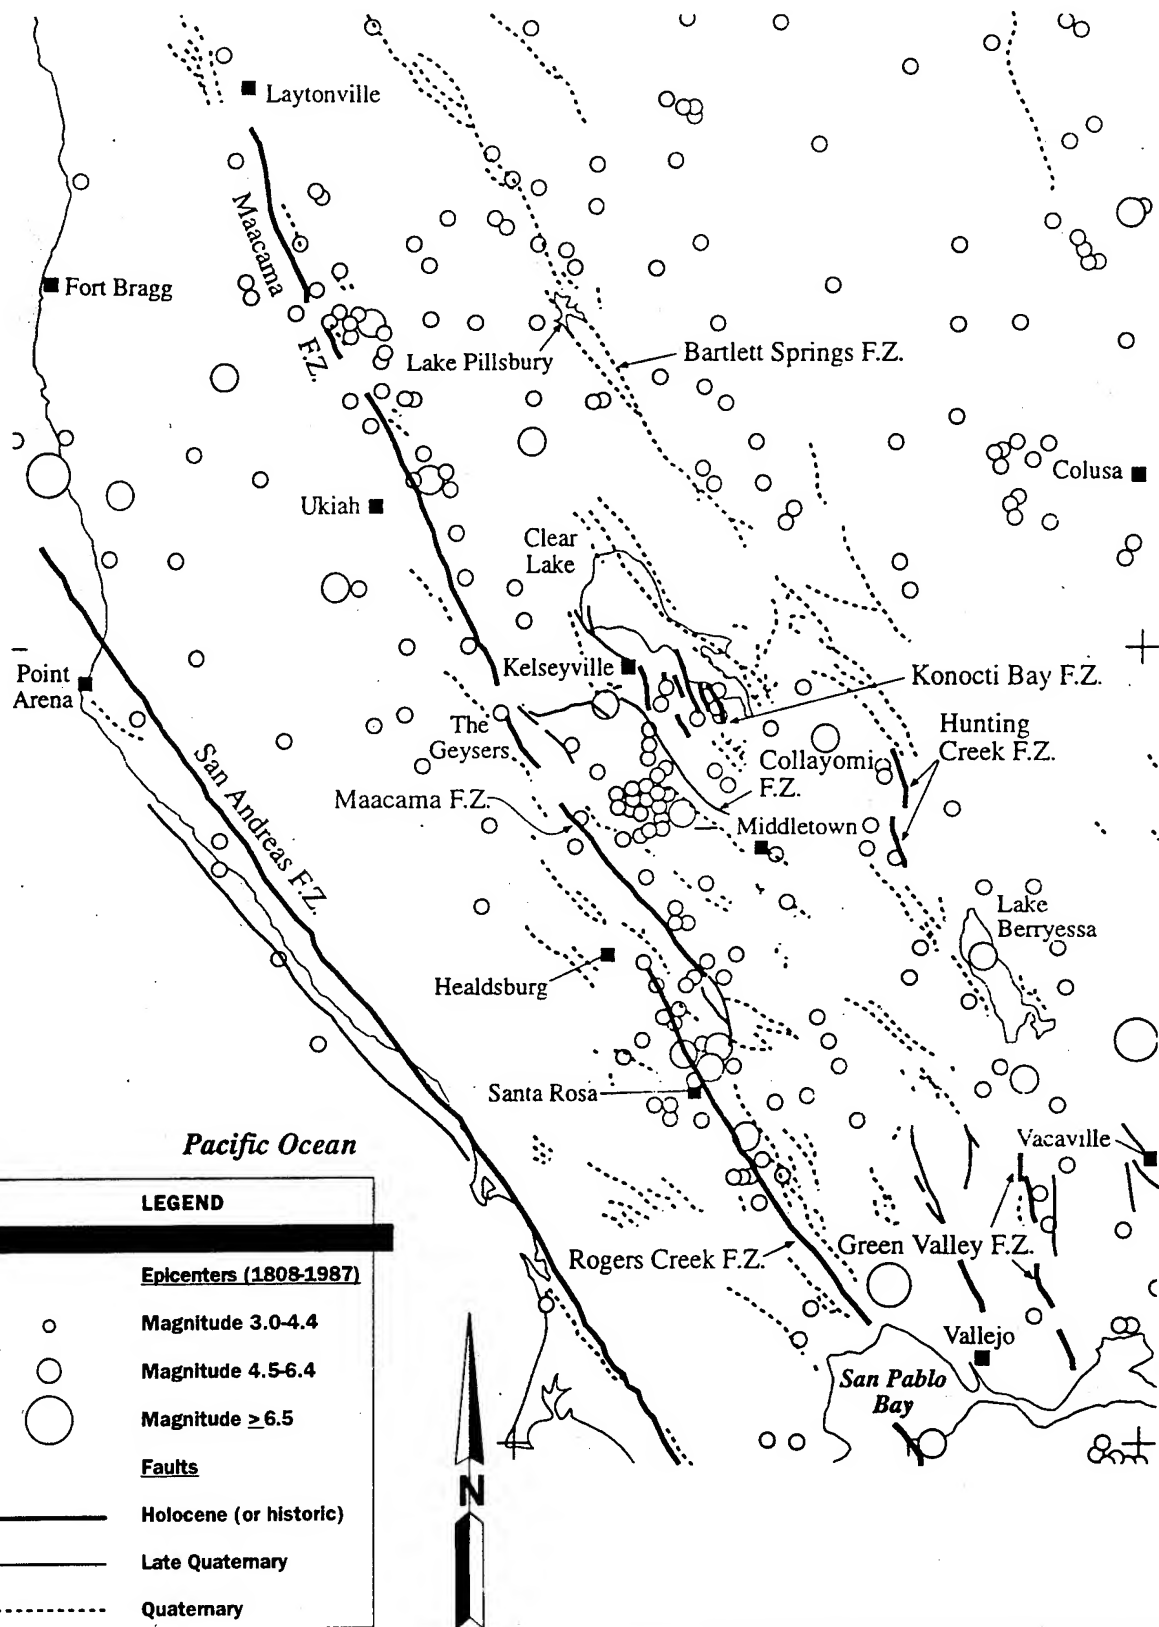 Laytonville
Maacama
F.Z.
Fort Bragg
Lake Pillsbury
Bartlett Springs F.Z.
Colusa
Ukiah
Clear
Lake
Kelseyville
Konocti Bay F.Z.
Point
Arena
The
Geysers
Hunting
Creek F.Z.
Collayomi
F.Z.
San Andreas F.Z.
Maacama F.Z.
Middletown
Lake
Berryessa
Healdsburg
Santa Rosa
Vacaville
Pacific Ocean
Green Valley F.Z.
Rogers Creek F.Z.
Vallejo
San Pablo
Bay
N
LEGEND
Epicenters (1808-1987)
Magnitude 3.0-4.4
Magnitude 4.5-6.4
Magnitude ≥6.5
Faults
Holocene (or historic)
Late Quaternary
Quaternary